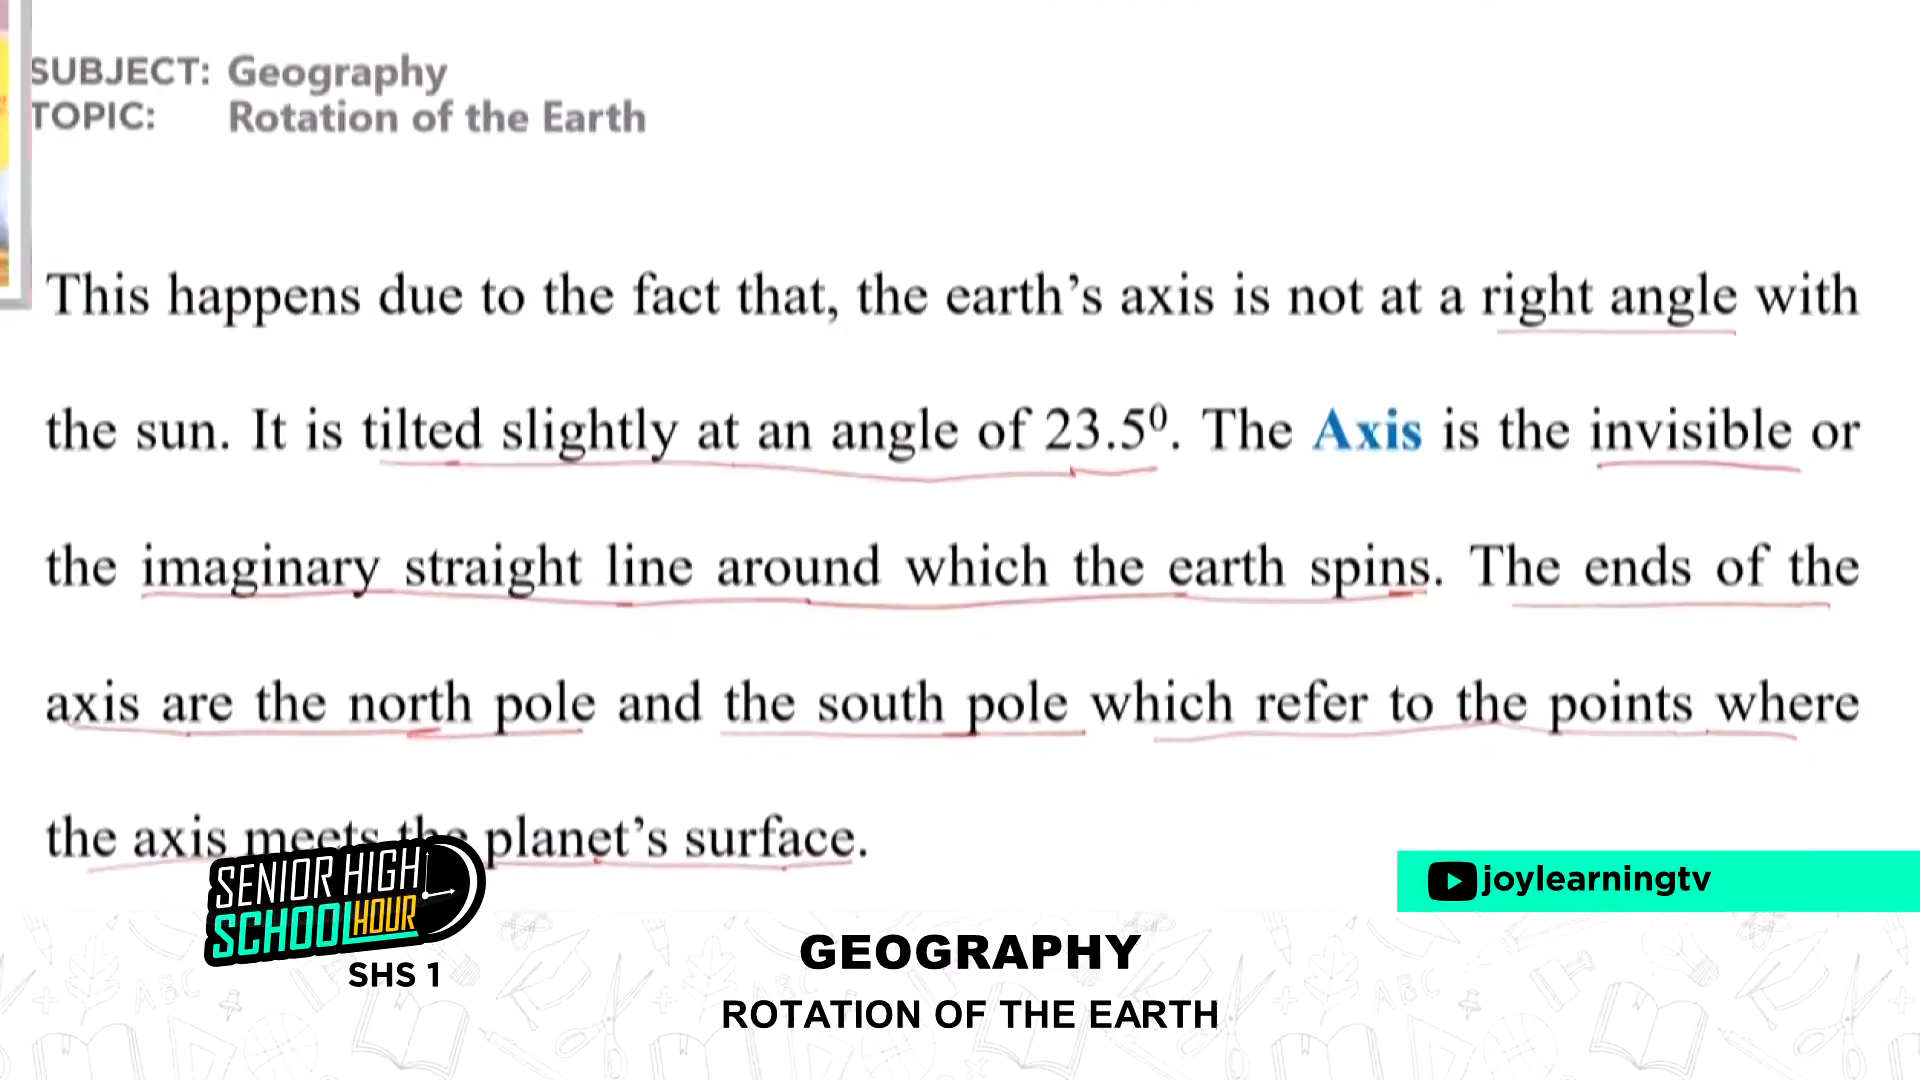 SUBJECT: Geography
TOPIC: Rotation of the Earth
This happens due to the fact that, the earth’s axis is not at a right angle with
the sun. It is tilted slightly at an angle of 23.5⁰. The Axis is the invisible or
the imaginary straight line around which the earth spins. The ends of the
axis are the north pole and the south pole which refer to the points where
the axis meets the planet’s surface.
SENIOR HIGH
SCHOOL HOUR
SHS 1
joylearningtv
GEOGRAPHY
ROTATION OF THE EARTH